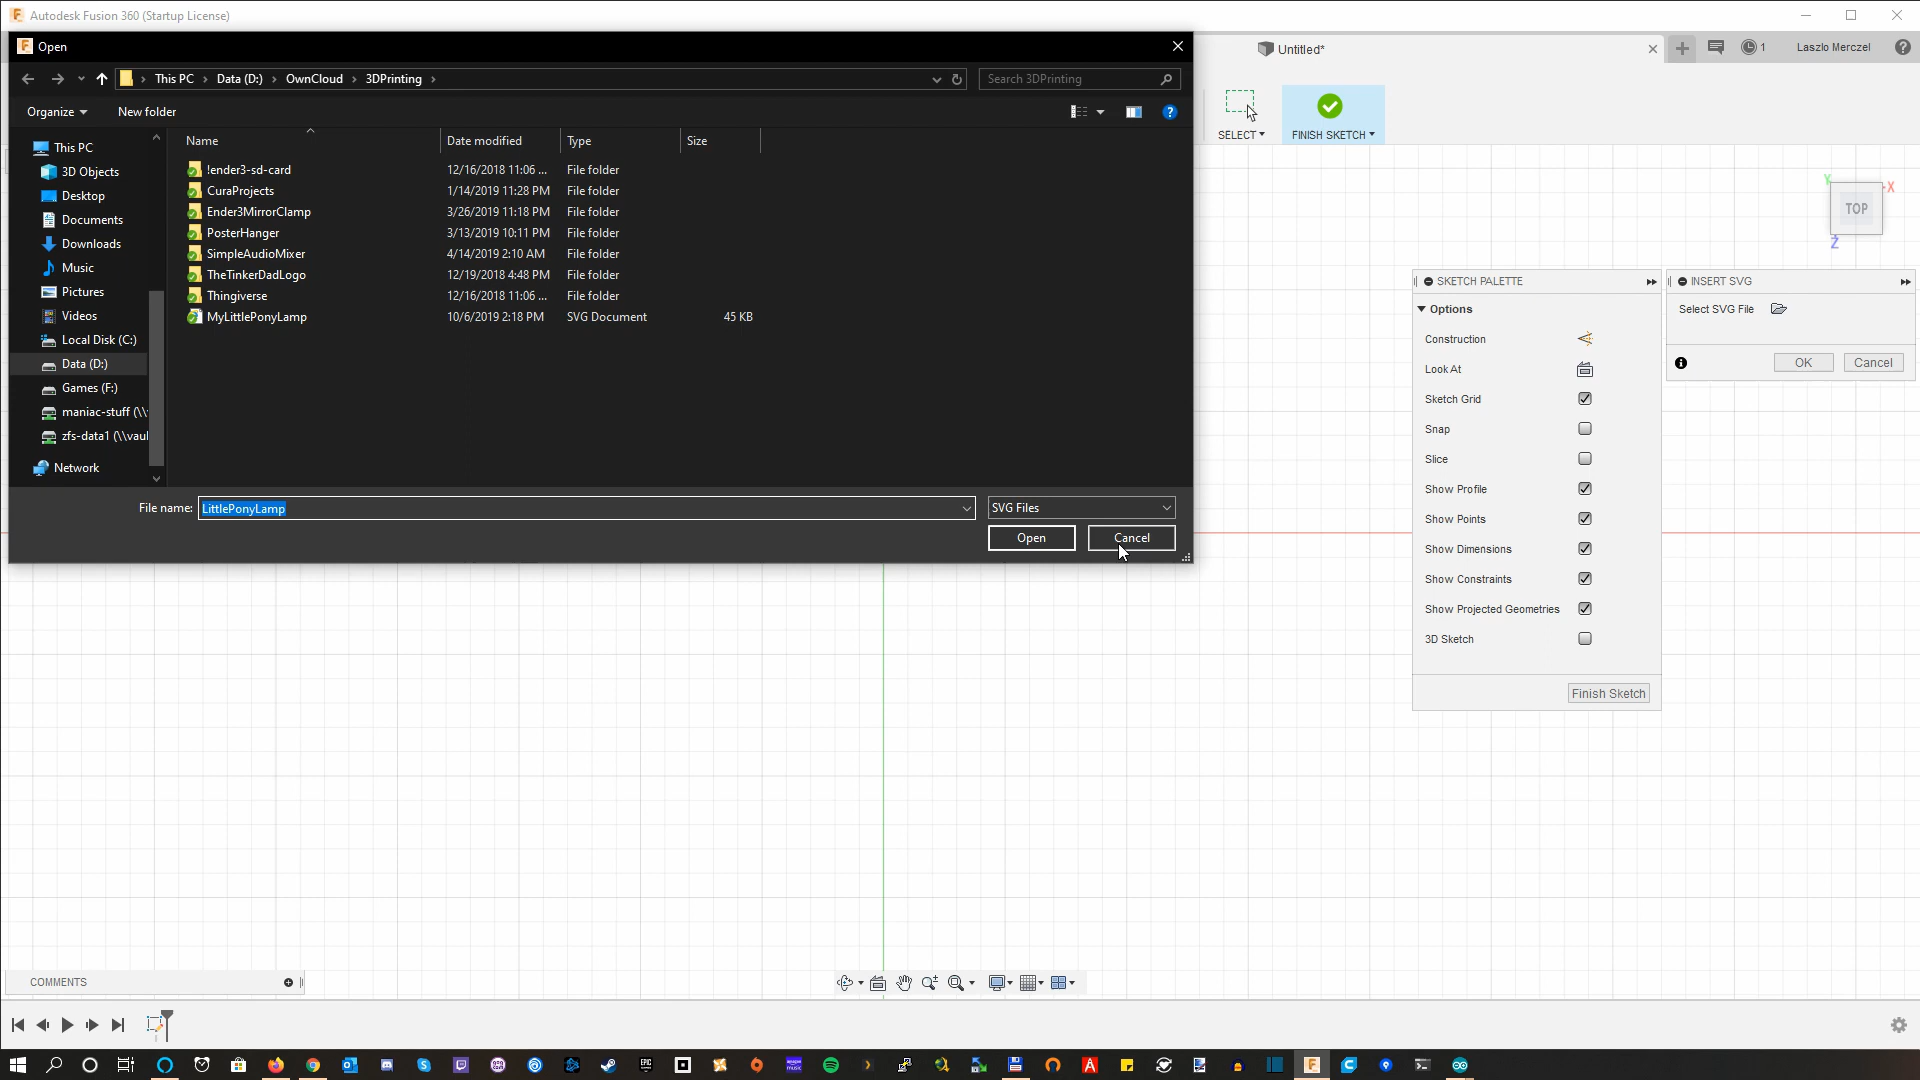 Autodesk Fusion 360 (Startup License)
Open
Untitled*
1
Laszlo Merczel
This PC
Data (D:)
OwnCloud
3DPrinting
Search 3DPrinting
Organize
New folder
SELECT
FINISH SKETCH
Name
Date modified
Type
Size
This PC
3D Objects
Desktop
Documents
Downloads
Music
Pictures
Videos
Local Disk (C:)
Data (D:)
Games (F:)
maniac-stuff (\\
zfs-data1 (\\vaul
Network
!ender3-sd-card 12/16/2018 11:06 ... File folder
CuraProjects 1/14/2019 11:28 PM File folder
Ender3MirrorClamp 3/26/2019 11:18 PM File folder
PosterHanger 3/13/2019 10:11 PM File folder
SimpleAudioMixer 4/14/2019 2:10 AM File folder
TheTinkerDadLogo 12/19/2018 4:48 PM File folder
Thingiverse 12/16/2018 11:06 ... File folder
MyLittlePonyLamp 10/6/2019 2:18 PM SVG Document 45 KB
File name: LittlePonyLamp
SVG Files
Open
Cancel
Y
X
TOP
Z
SKETCH PALETTE
Options
Construction
Look At
Sketch Grid
Snap
Slice
Show Profile
Show Points
Show Dimensions
Show Constraints
Show Projected Geometries
3D Sketch
Finish Sketch
INSERT SVG
Select SVG File
OK
Cancel
COMMENTS